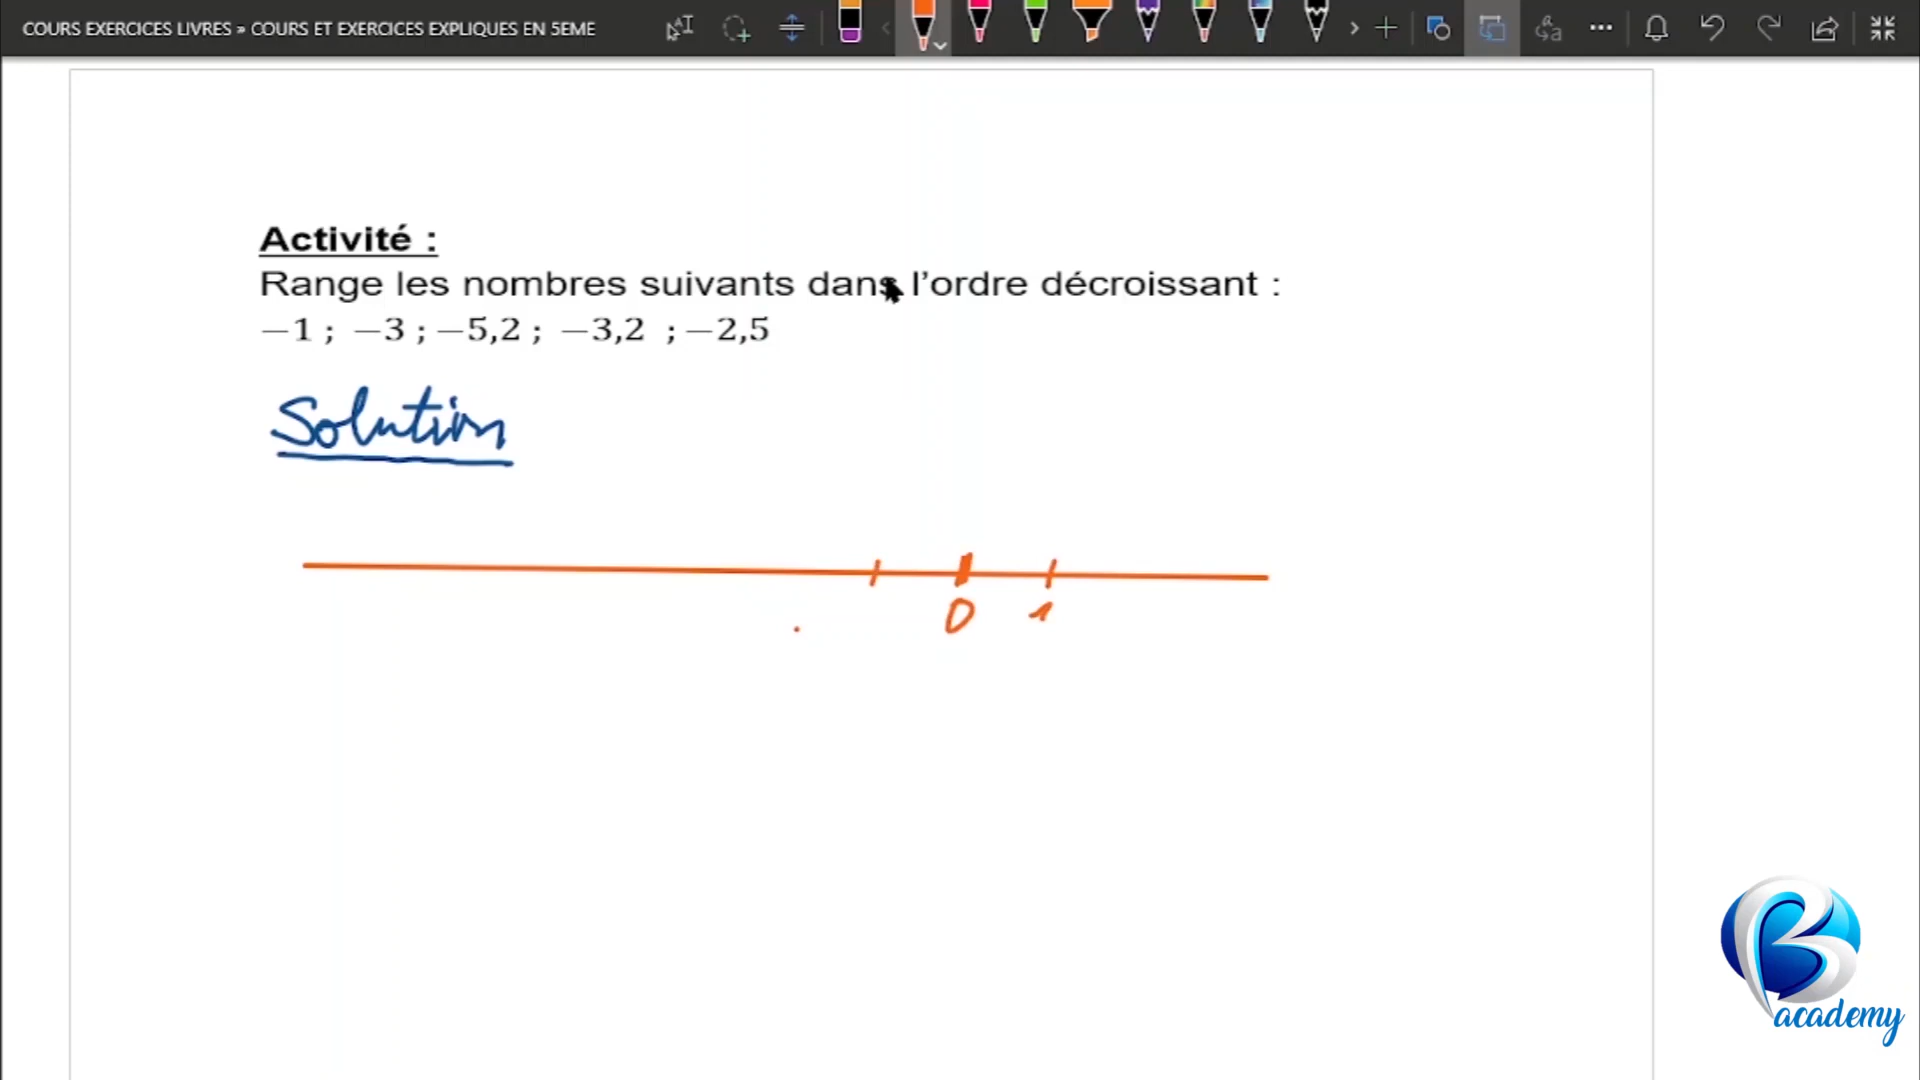 COURS EXERCICES LIVRES » COURS ET EXERCICES EXPLIQUES EN 5EME
Activité :
Range les nombres suivants dans l’ordre décroissant :
−1 ; −3 ; −5,2 ; −3,2 ; −2,5
Solution
0 1
academy